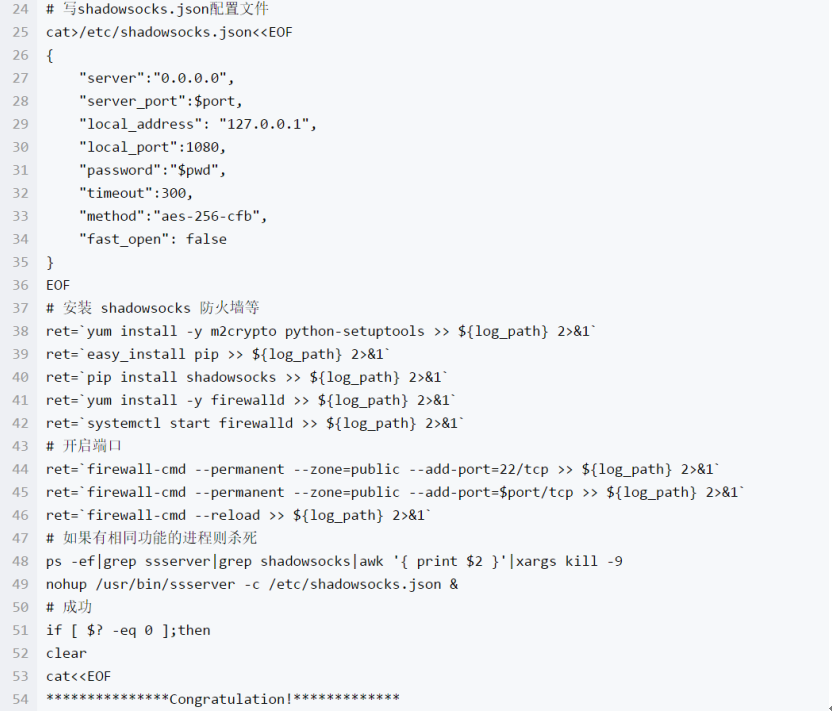 24 # 写shadowsocks.json配置文件
25 cat>/etc/shadowsocks.json<<EOF
26 {
27     "server":"0.0.0.0",
28     "server_port":$port,
29     "local_address": "127.0.0.1",
30     "local_port":1080,
31     "password":"$pwd",
32     "timeout":300,
33     "method":"aes-256-cfb",
34     "fast_open": false
35 }
36 EOF
37 # 安装 shadowsocks 防火墙等
38 ret=`yum install -y m2crypto python-setuptools >> ${log_path} 2>&1`
39 ret=`easy_install pip >> ${log_path} 2>&1`
40 ret=`pip install shadowsocks >> ${log_path} 2>&1`
41 ret=`yum install -y firewalld >> ${log_path} 2>&1`
42 ret=`systemctl start firewalld >> ${log_path} 2>&1`
43 # 开启端口
44 ret=`firewall-cmd --permanent --zone=public --add-port=22/tcp >> ${log_path} 2>&1`
45 ret=`firewall-cmd --permanent --zone=public --add-port=$port/tcp >> ${log_path} 2>&1`
46 ret=`firewall-cmd --reload >> ${log_path} 2>&1`
47 # 如果有相同功能的进程则杀死
48 ps -ef|grep ssserver|grep shadowsocks|awk '{ print $2 }'|xargs kill -9
49 nohup /usr/bin/ssserver -c /etc/shadowsocks.json &
50 # 成功
51 if [ $? -eq 0 ];then
52 clear
53 cat<<EOF
54 ***************Congratulation!*************